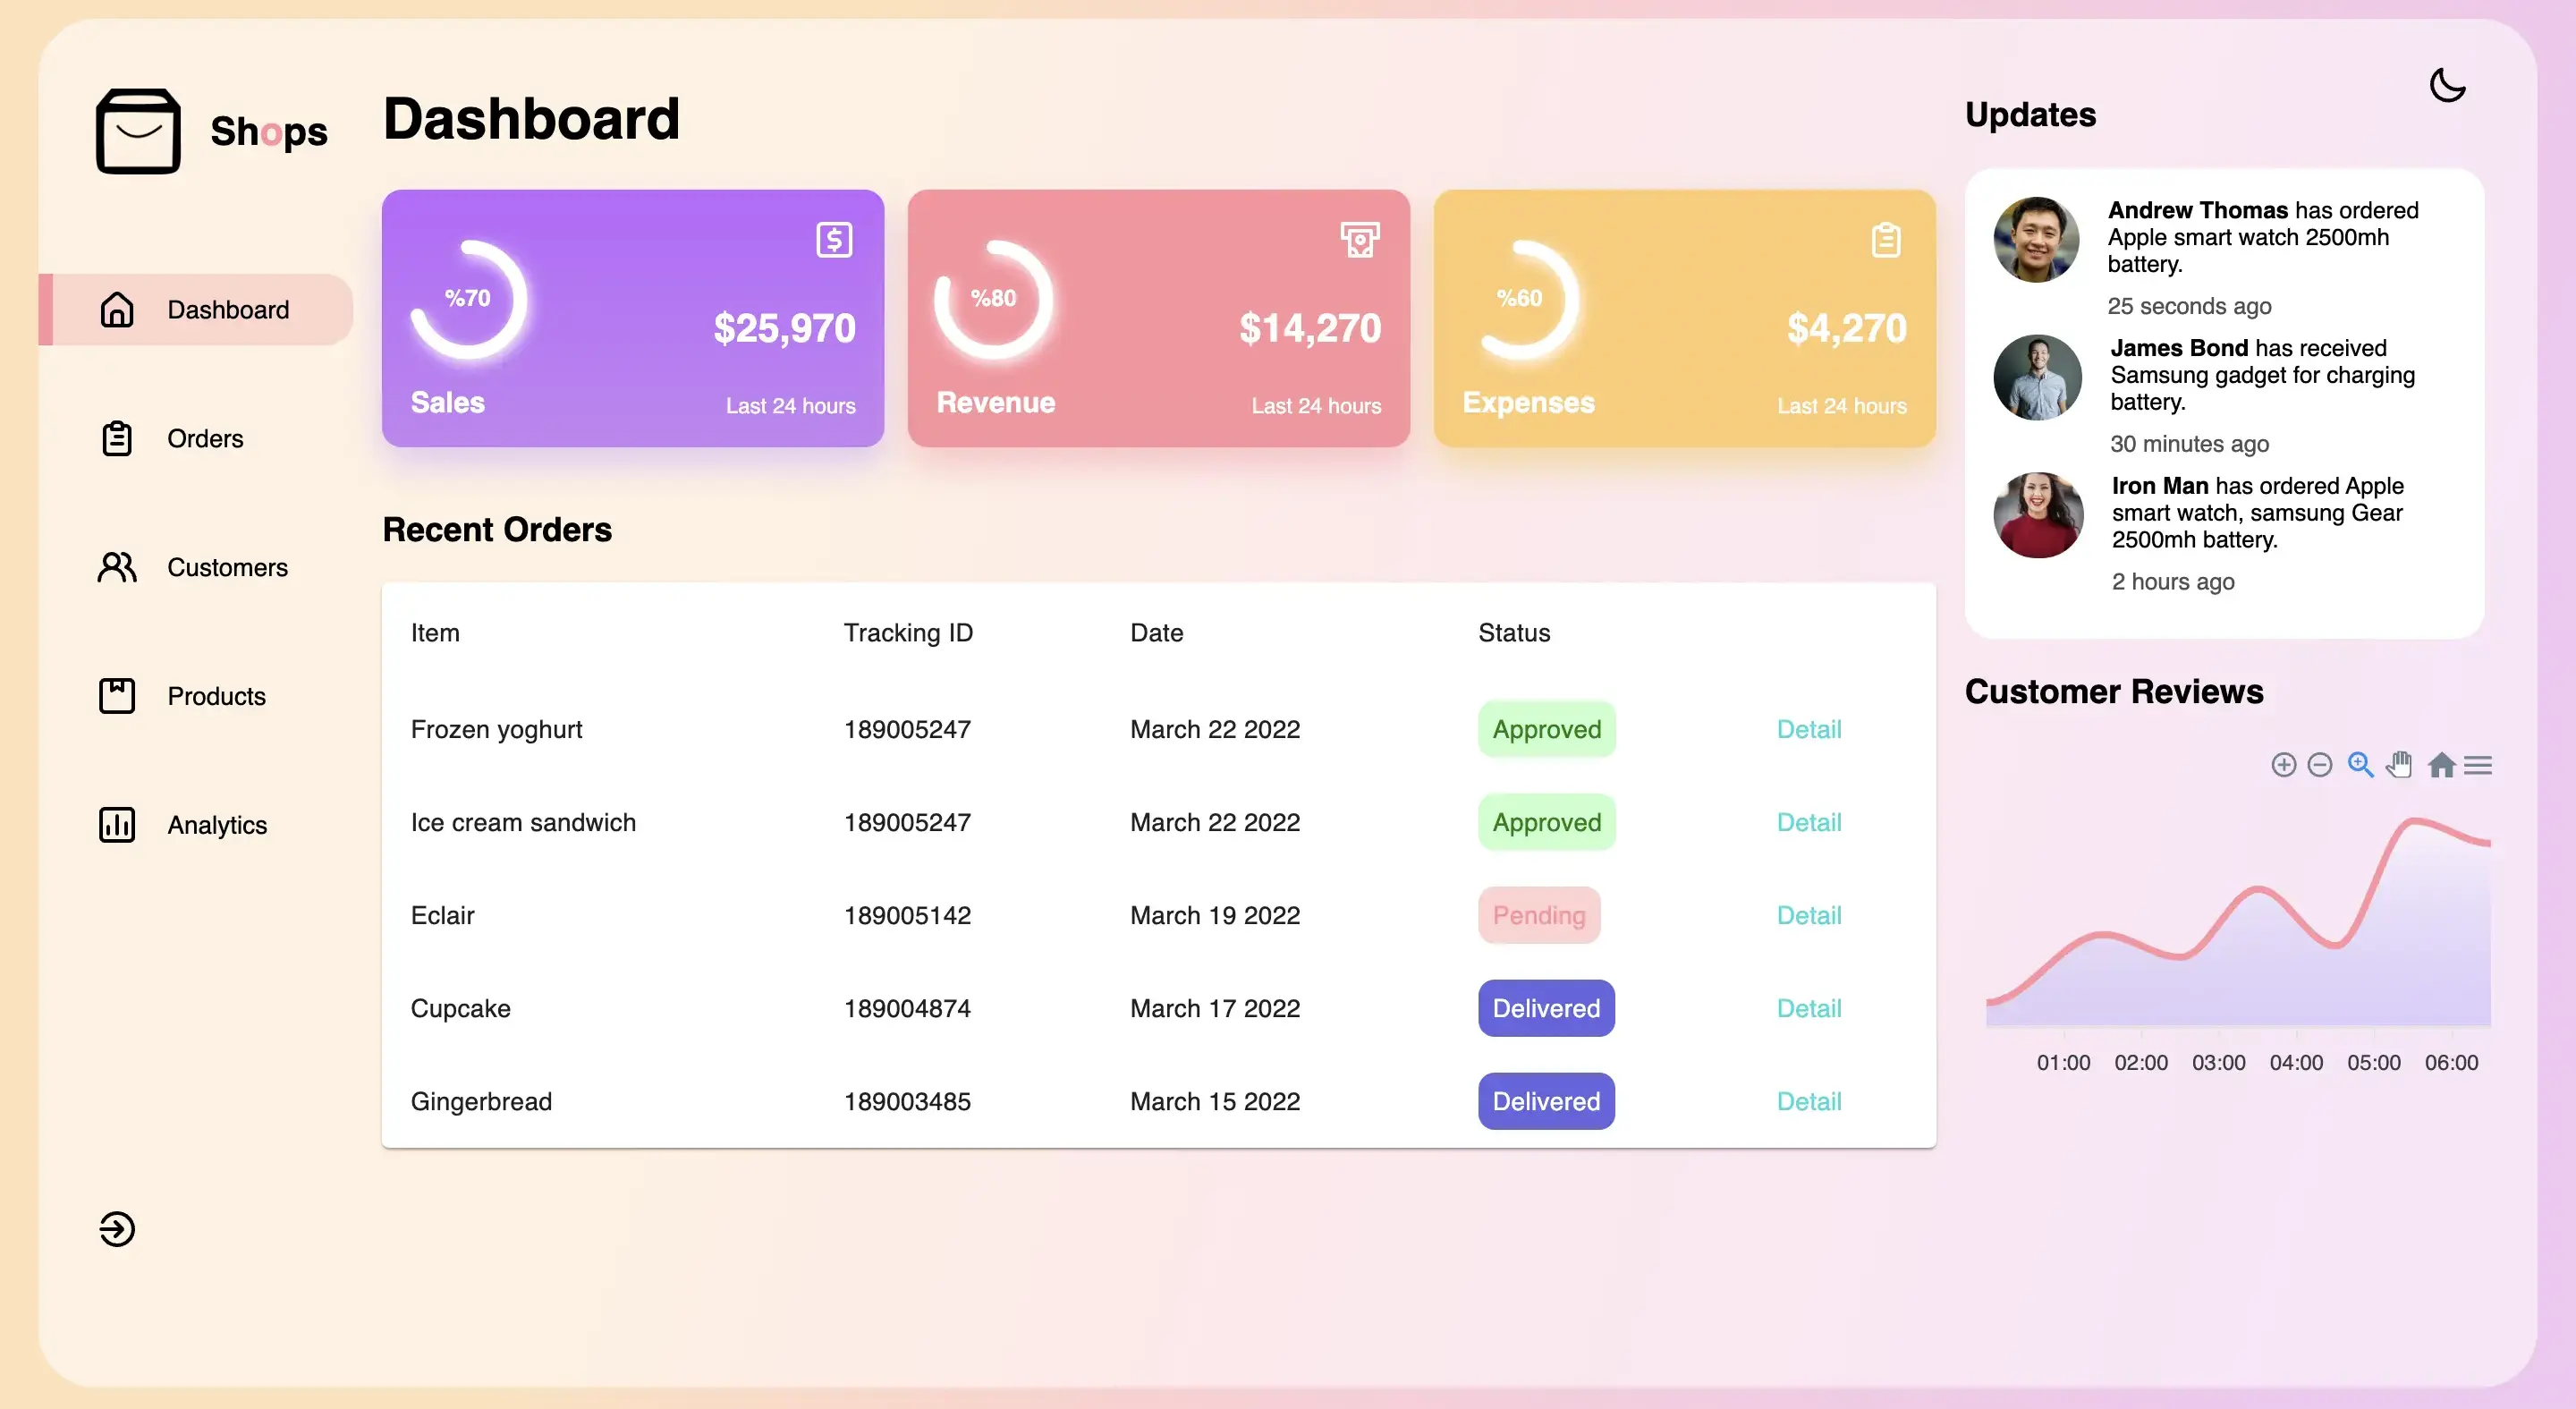 Shops
Dashboard
Orders
Customers
Products
Analytics
Dashboard
%70
$25,970
Sales
Last 24 hours
%80
$14,270
Revenue
Last 24 hours
%60
$4,270
Expenses
Last 24 hours
Recent Orders
Item Tracking ID Date Status
Frozen yoghurt 189005247 March 22 2022 Approved Detail
Ice cream sandwich 189005247 March 22 2022 Approved Detail
Eclair 189005142 March 19 2022 Pending Detail
Cupcake 189004874 March 17 2022 Delivered Detail
Gingerbread 189003485 March 15 2022 Delivered Detail
Updates
Andrew Thomas has ordered
Apple smart watch 2500mh
battery.
25 seconds ago
James Bond has received
Samsung gadget for charging
battery.
30 minutes ago
Iron Man has ordered Apple
smart watch, samsung Gear
2500mh battery.
2 hours ago
Customer Reviews
01:00 02:00 03:00 04:00 05:00 06:00